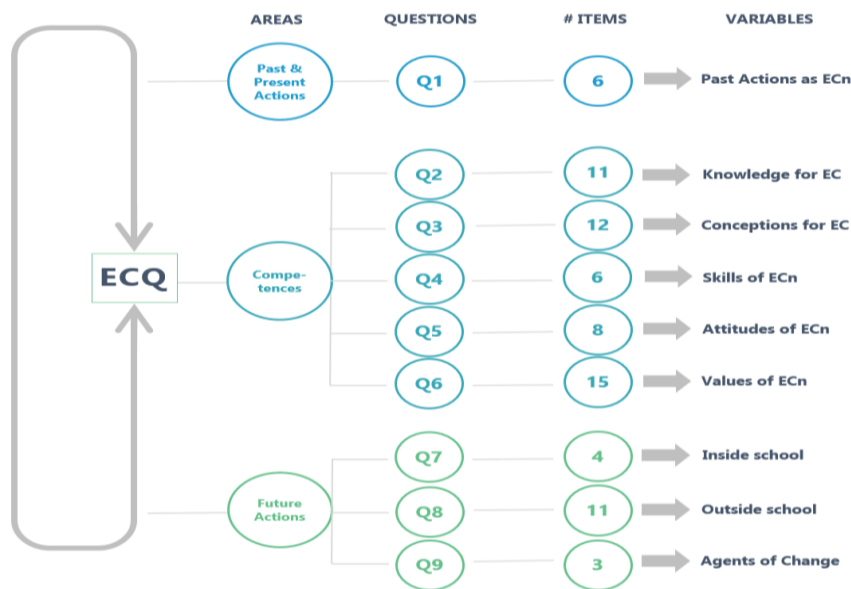 AREAS QUESTIONS # ITEMS VARIABLES
Past &
Present
Actions
Q1 6 Past Actions as ECn
Q2 11 Knowledge for EC
Q3 12 Conceptions for EC
ECQ
Compe-
tences
Q4 6 Skills of ECn
Q5 8 Attitudes of ECn
Q6 15 Values of ECn
Q7 4 Inside school
Future
Actions
Q8 11 Outside school
Q9 3 Agents of Change